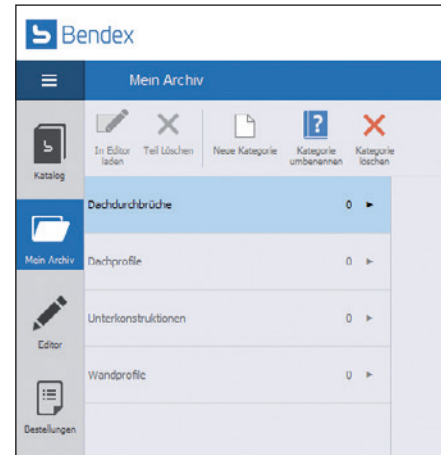 Bendex
Mein Archiv
In Editor
laden
Teil Löschen
Neue Kategorie
Kategorie
umbenennen
Kategorie
löschen
Katalog
Mein Archiv
Editor
Bestellungen
Dachdurchbrüche 0
Dachprofile 0
Unterkonstruktionen 0
Wandprofile 0